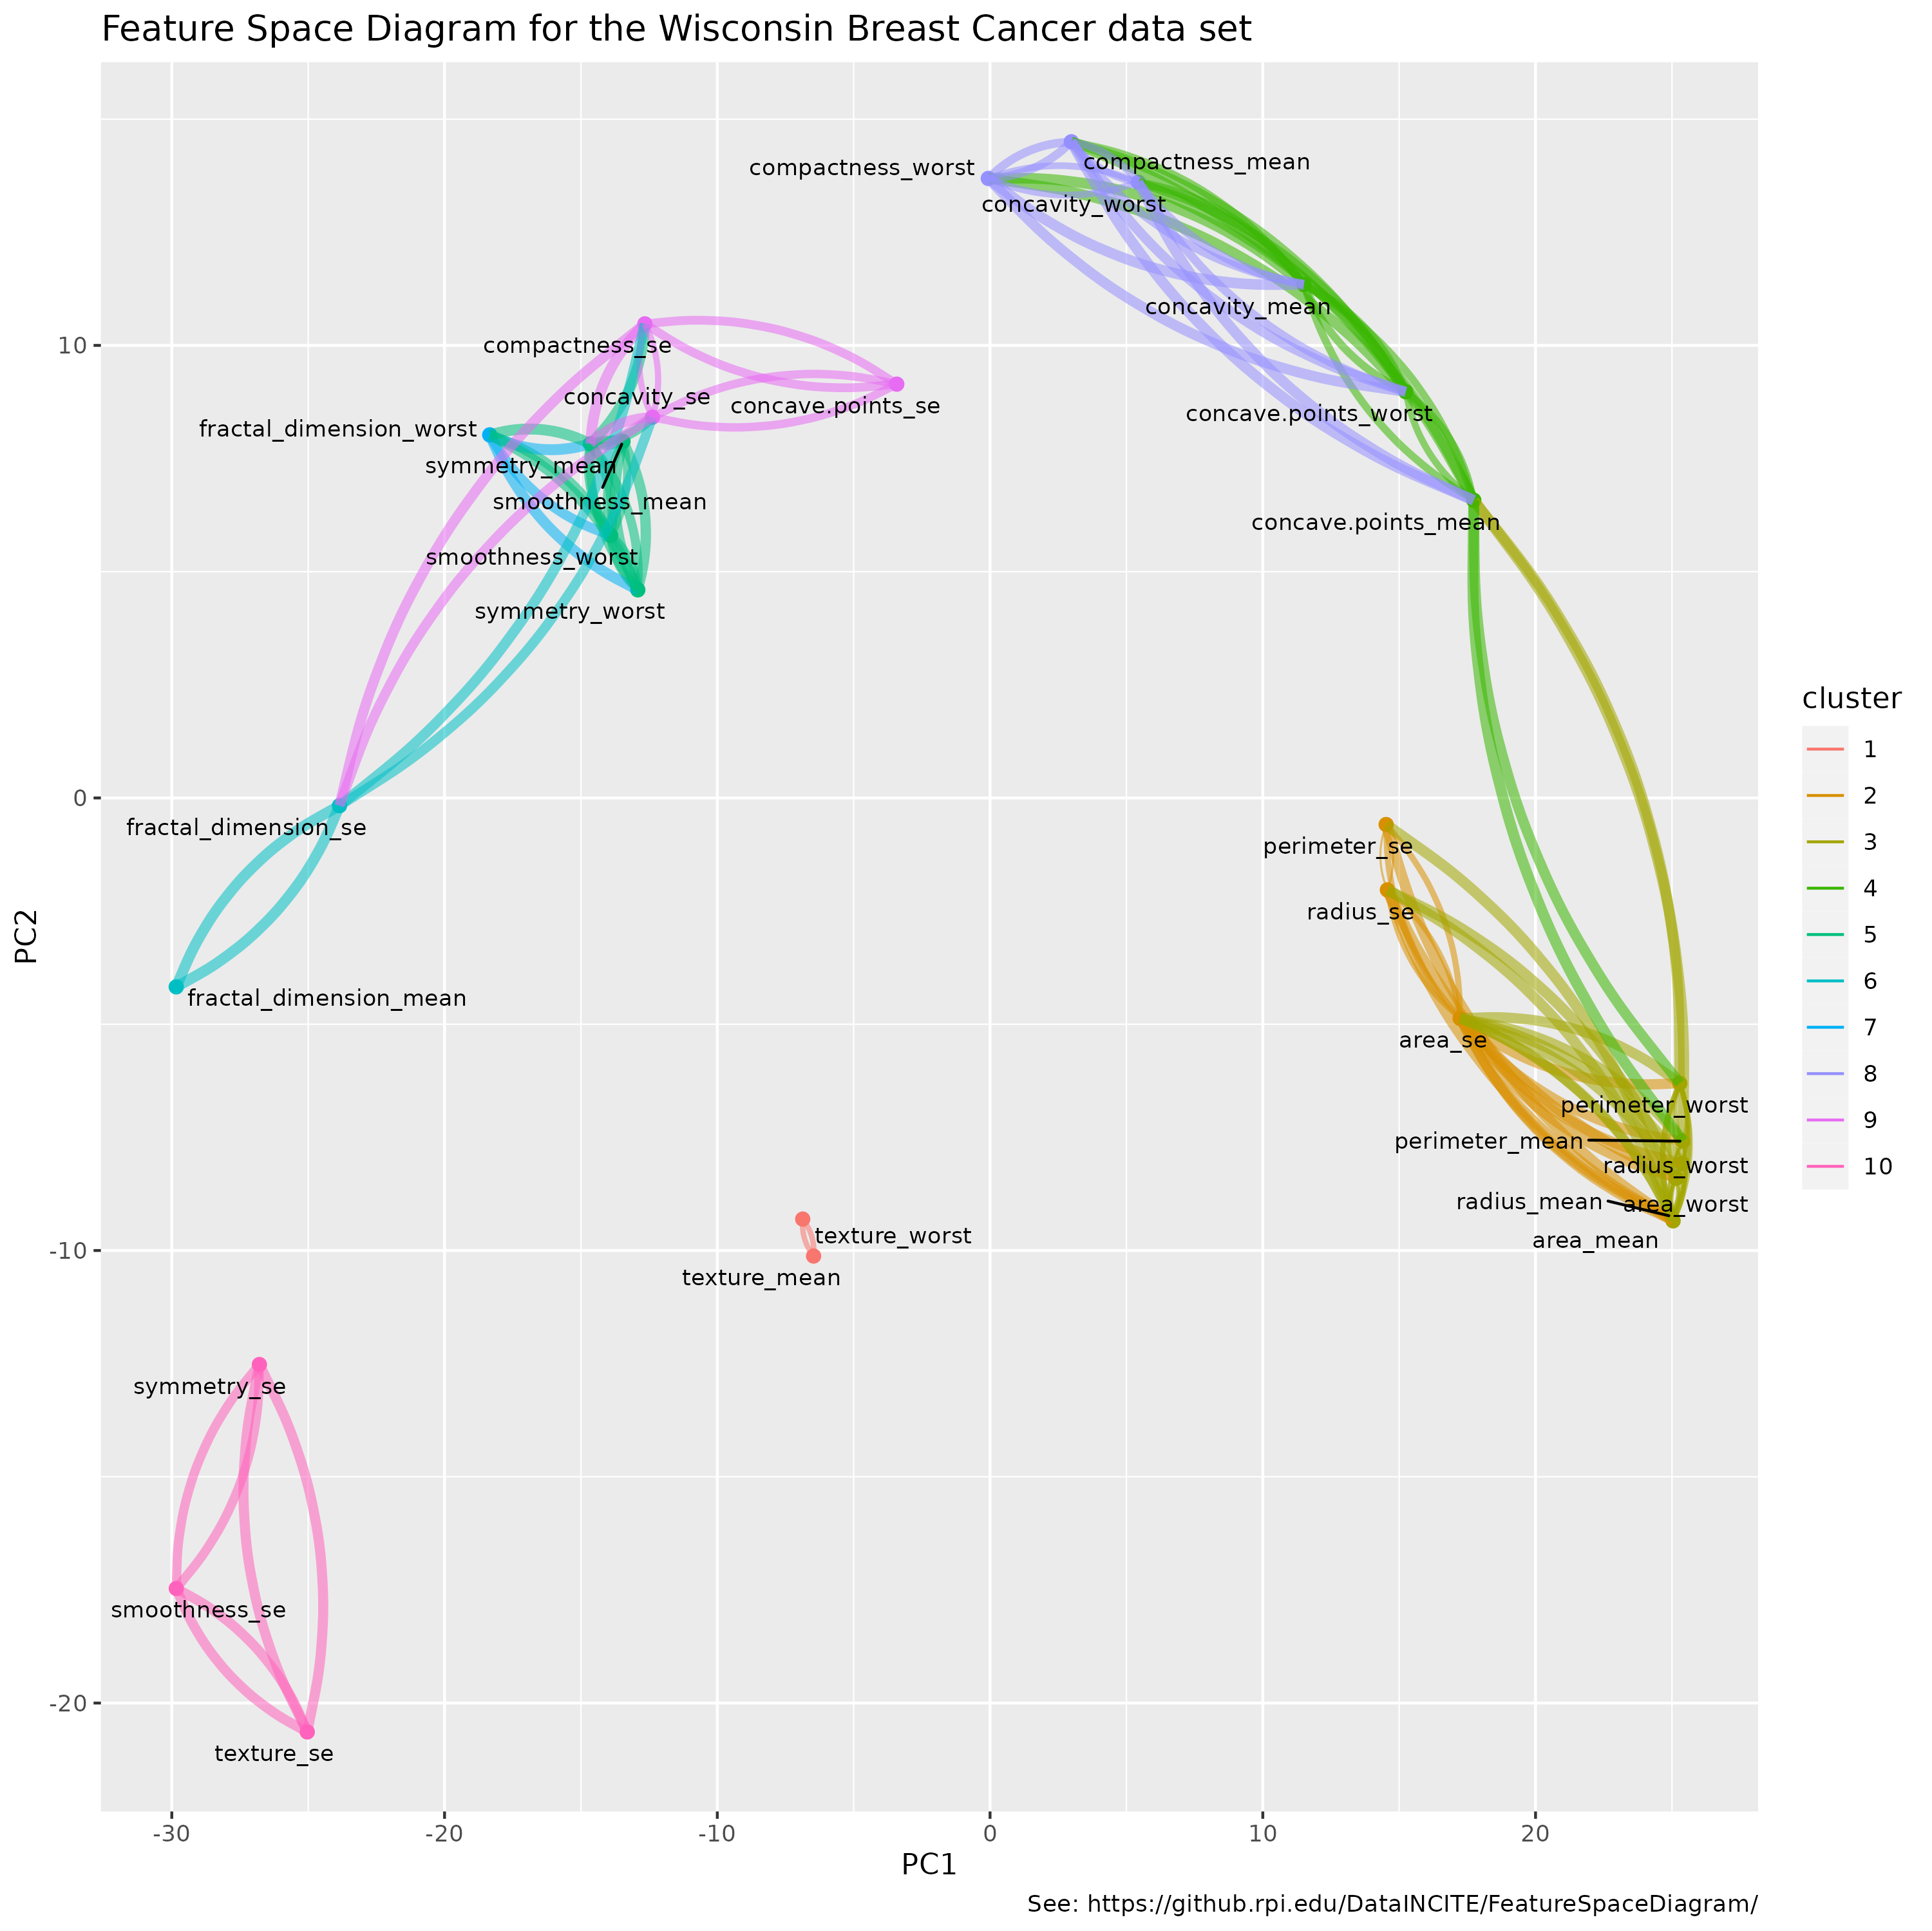 Feature Space Diagram for the Wisconsin Breast Cancer data set
compactness_mean
compactness_worst
concavity_worst
concavity_mean
compactness_se
concavity_se
concave.points_se
concave.points_worst
fractal_dimension_worst
symmetry_mean
smoothness_mean
concave.points_mean
smoothness_worst
symmetry_worst
fractal_dimension_se
perimeter_se
radius_se
fractal_dimension_mean
area_se
perimeter_worst
perimeter_mean
radius_worst
radius_mean
area_worst
area_mean
texture_worst
texture_mean
symmetry_se
smoothness_se
texture_se
10
0
-10
-20
PC2
-30
-20
-10
0
10
20
PC1
cluster
1
2
3
4
5
6
7
8
9
10
See: https://github.rpi.edu/DataINCITE/FeatureSpaceDiagram/